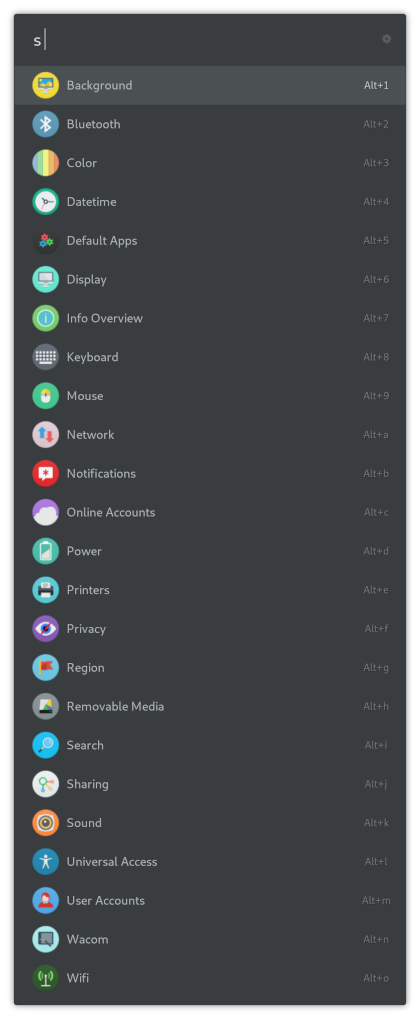 s
Background Alt+1
Bluetooth Alt+2
Color Alt+3
Datetime Alt+4
Default Apps Alt+5
Display Alt+6
Info Overview Alt+7
Keyboard Alt+8
Mouse Alt+9
Network Alt+a
Notifications Alt+b
Online Accounts Alt+c
Power Alt+d
Printers Alt+e
Privacy Alt+f
Region Alt+g
Removable Media Alt+h
Search Alt+i
Sharing Alt+j
Sound Alt+k
Universal Access Alt+l
User Accounts Alt+m
Wacom Alt+n
Wifi Alt+o